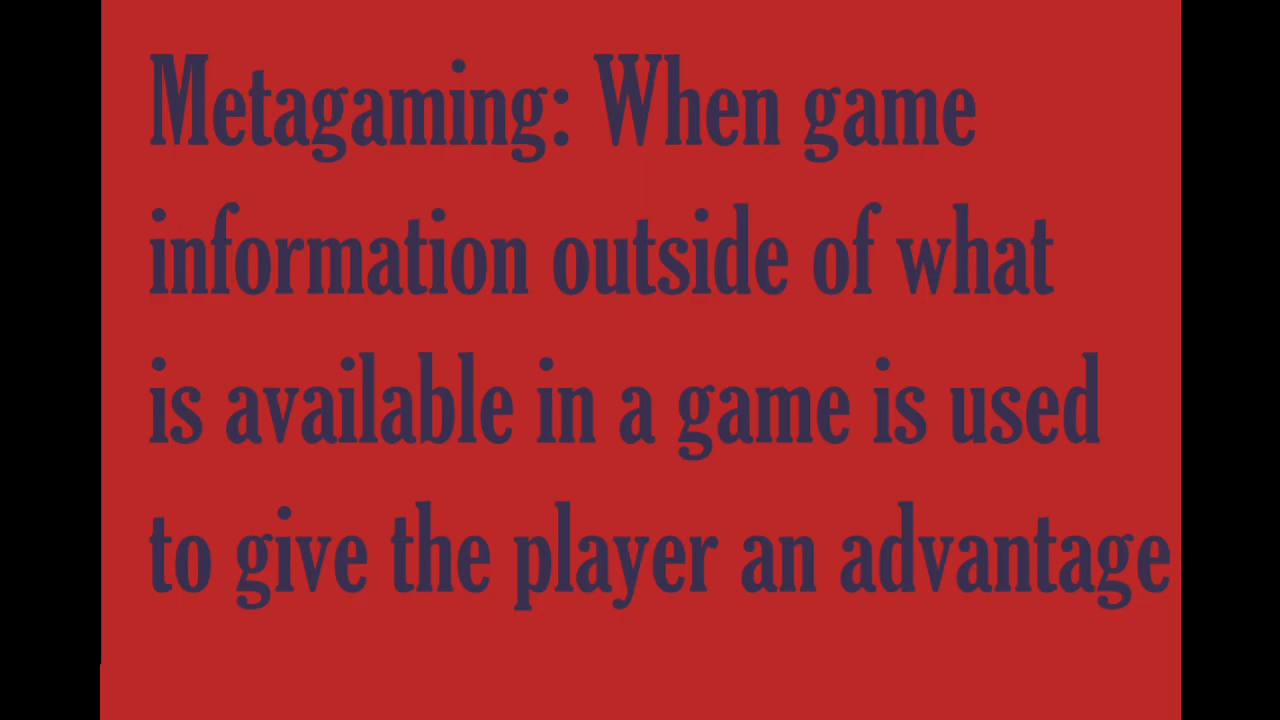 Metagaming: When game
information outside of what
is available in a game is used
to give the player an advantage